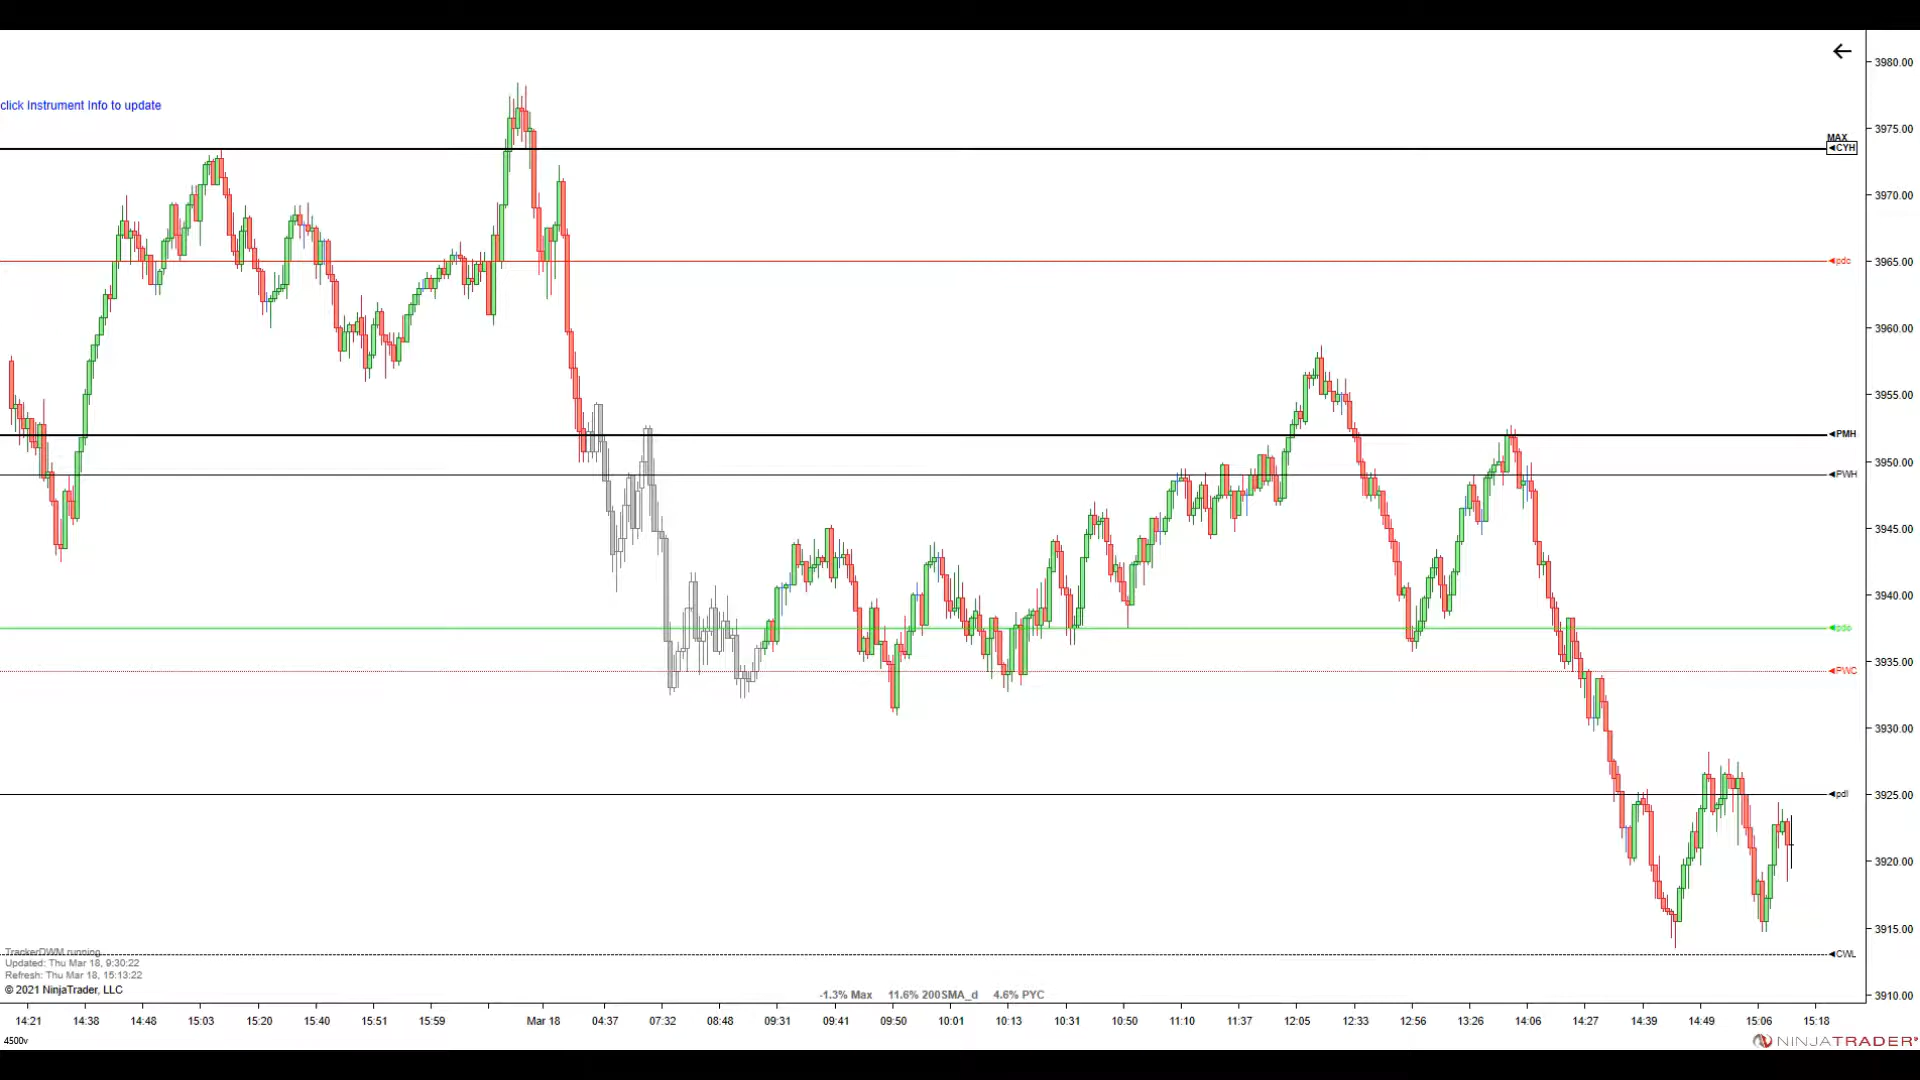 3980.00
click Instrument Info to update
3975.00
MAX
◄CYH
3970.00
◄pdc
3965.00
3960.00
3955.00
◄PMH
3950.00
◄PWH
3945.00
3940.00
◄pdo
3935.00
◄PWC
3930.00
◄pdl
3925.00
3920.00
3915.00
TrackerDWM running
◄CWL
Updated: Thu Mar 18, 9:30:22
Refresh: Thu Mar 18, 15:13:22
© 2021 NinjaTrader, LLC
-1.3% Max 11.6% 200SMA_d 4.6% PYC
3910.00
14:21 14:38 14:48 15:03 15:20 15:40 15:51 15:59 Mar 18 04:37 07:32 08:48 09:31 09:41 09:50 10:01 10:13 10:31 10:50 11:10 11:37 12:05 12:33 12:56 13:26 14:06 14:27 14:39 14:49 15:06 15:18
4500v
NINJATRADER